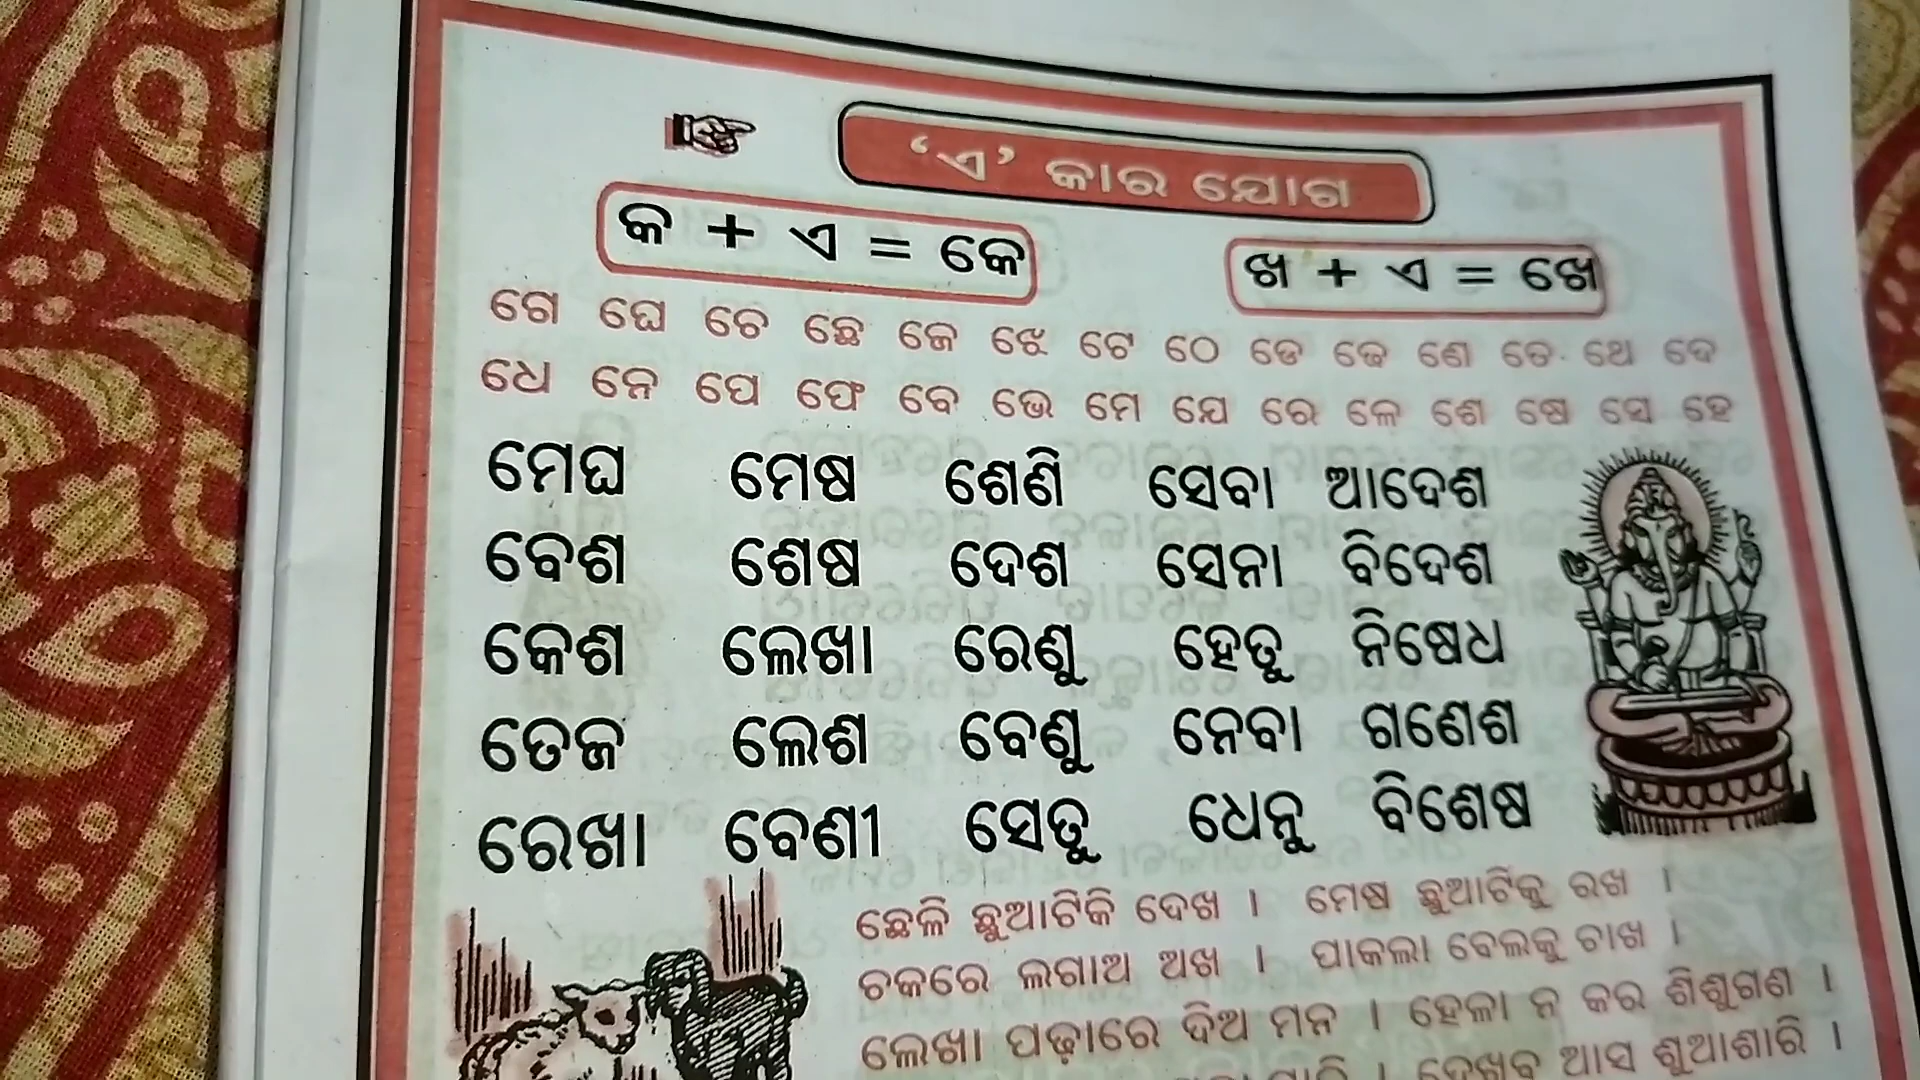 ‘ଏ’ କାର ଯୋଗ
କ + ଏ = କେ ଖ + ଏ = ଖେ
ଗେ ଘେ ଚେ ଛେ ଜେ ଝେ ଟେ ଠେ ଡେ ଢେ ଣେ ତେ ଥେ ଦେ
ଧେ ନେ ପେ ଫେ ବେ ଭେ ମେ ଯେ ରେ ଳେ ଶେ ଷେ ସେ ହେ
ମେଘ ମେଷ ଶେଣି ସେବା ଆଦେଶ
ବେଶ ଶେଷ ଦେଶ ସେନା ବିଦେଶ
କେଶ ଲେଖା ରେଣୁ ହେତୁ ନିଷେଧ
ତେଜ ଲେଶ ବେଣୁ ନେବା ଗଣେଶ
ରେଖା ବେଣୀ ସେତୁ ଧେନୁ ବିଶେଷ
ଛେଳି ଛୁଆଟିକି ଦେଖ । ମେଷ ଛୁଆଟିକୁ ରଖ ।
ଚକରେ ଲଗାଅ ଅଖ । ପାକଲା ବେଲକୁ ଚାଖ ।
ଲେଖା ପଢ଼ାରେ ଦିଅ ମନ । ହେଳା ନ କର ଶିଶୁଗଣ ।
ଦେଖିବ ଆସ ଶୁଆଶାରି ।